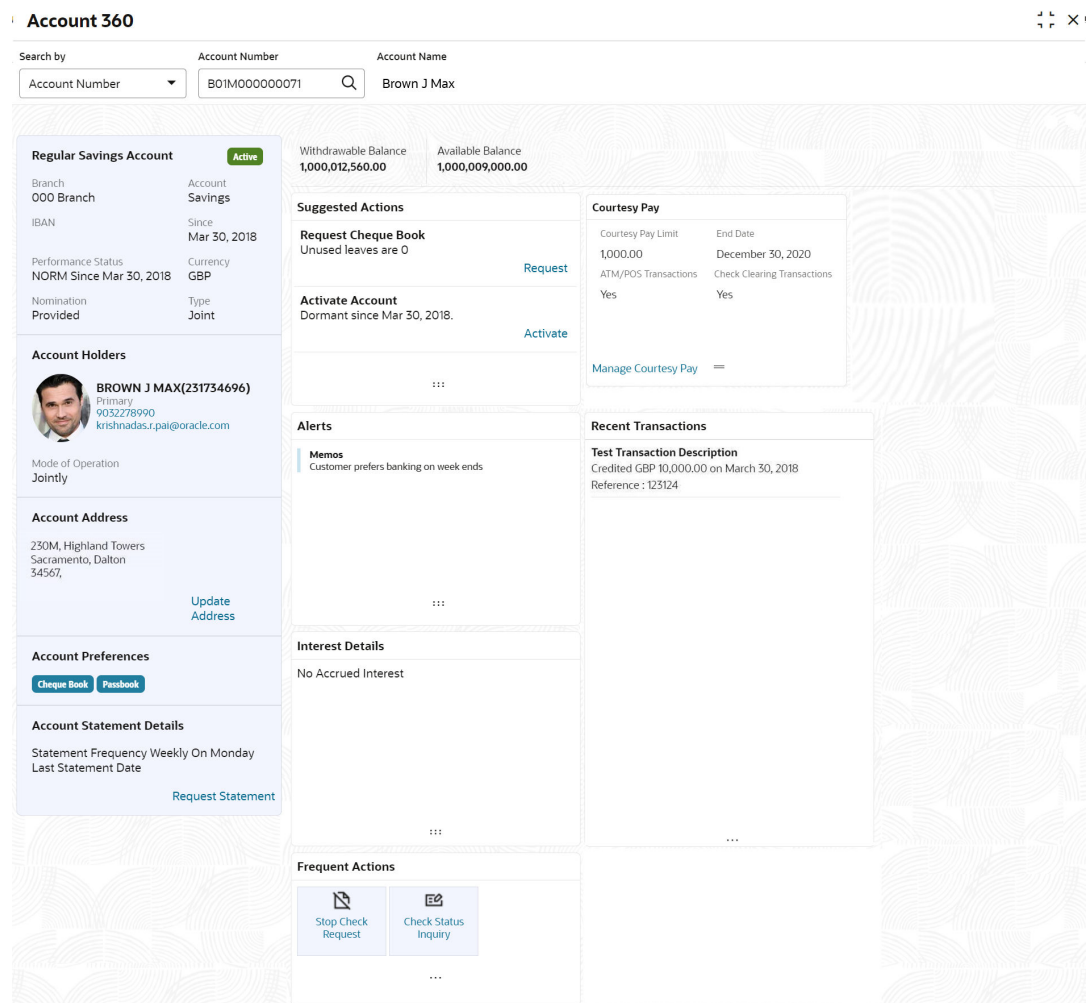 Account 360
Search by
Account Number
Account Number
B01M000000071
Account Name
Brown J Max
Regular Savings Account
Active
Branch
000 Branch
Account
Savings
IBAN
Since
Mar 30, 2018
Performance Status
NORM Since Mar 30, 2018
Currency
GBP
Nomination
Provided
Type
Joint
Account Holders
BROWN J MAX(231734696)
Primary
9032278990
krishnadas.r.pai@oracle.com
Mode of Operation
Jointly
Account Address
230M, Highland Towers
Sacramento, Dalton
34567,
Update
Address
Account Preferences
Cheque Book
Passbook
Account Statement Details
Statement Frequency Weekly On Monday
Last Statement Date
Request Statement
Withdrawable Balance
1,000,012,560.00
Available Balance
1,000,009,000.00
Suggested Actions
Request Cheque Book
Unused leaves are 0
Request
Activate Account
Dormant since Mar 30, 2018.
Activate
Courtesy Pay
Courtesy Pay Limit
1,000.00
End Date
December 30, 2020
ATM/POS Transactions
Yes
Check Clearing Transactions
Yes
Manage Courtesy Pay
Alerts
Memos
Customer prefers banking on week ends
Recent Transactions
Test Transaction Description
Credited GBP 10,000.00 on March 30, 2018
Reference : 123124
Interest Details
No Accrued Interest
Frequent Actions
Stop Check
Request
Check Status
Inquiry